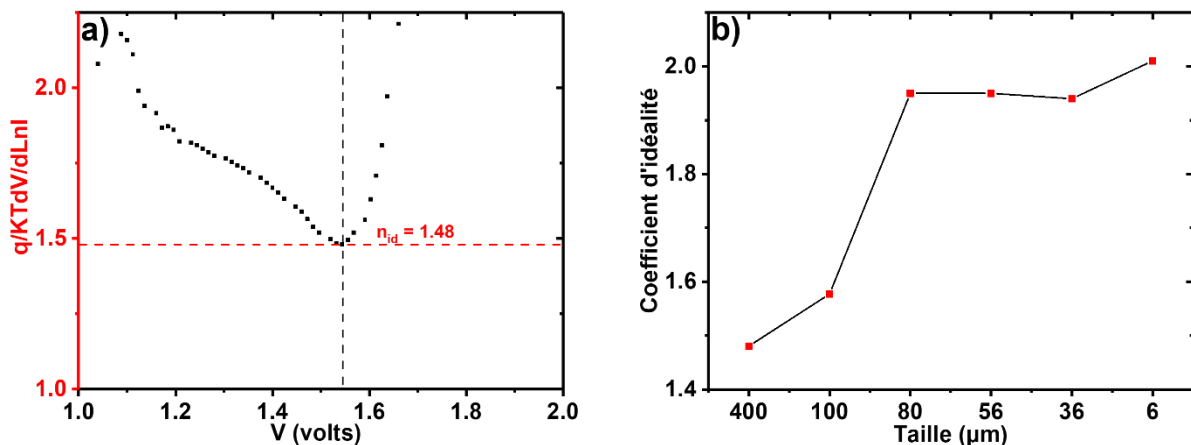 a)
q/KTdV/dLnI
2.0
1.5
1.0
n_id = 1.48
1.0 1.2 1.4 1.6 1.8 2.0
V (volts)
b)
Coefficient d'idéalité
2.0
1.8
1.6
1.4
400 100 80 56 36 6
Taille (µm)